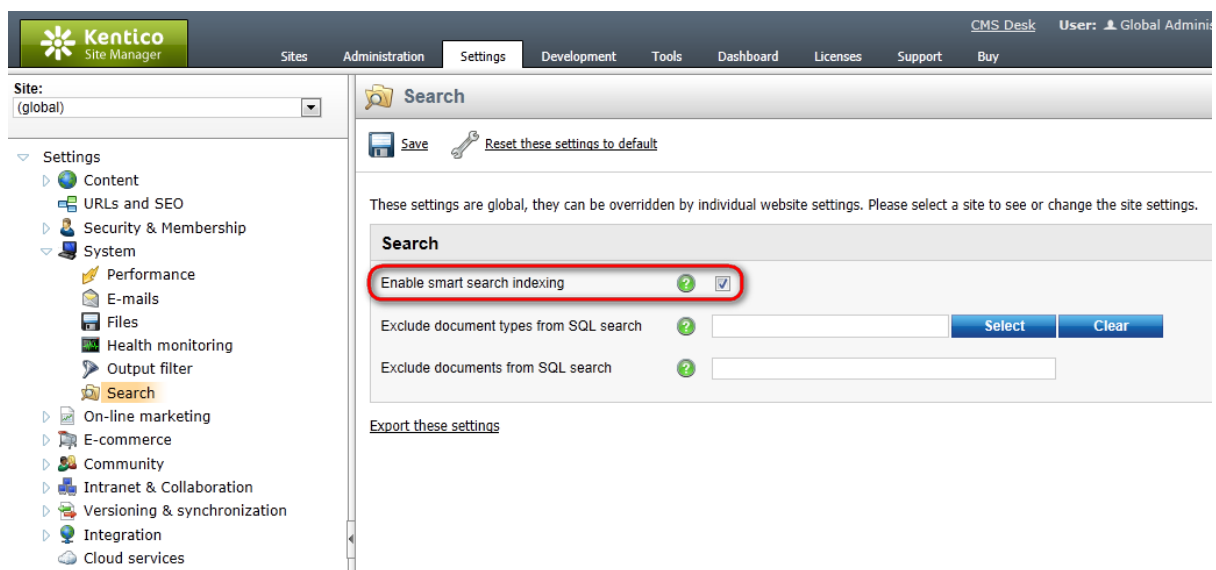 CMS Desk User: Global Adminis
Kentico
Site Manager
Sites Administration Settings Development Tools Dashboard Licenses Support Buy
Site:
(global)
Search
Save Reset these settings to default
Settings
Content
URLs and SEO
Security & Membership
System
Performance
E-mails
Files
Health monitoring
Output filter
Search
On-line marketing
E-commerce
Community
Intranet & Collaboration
Versioning & synchronization
Integration
Cloud services
These settings are global, they can be overridden by individual website settings. Please select a site to see or change the site settings.
Search
Enable smart search indexing ?
Exclude document types from SQL search ? Select Clear
Exclude documents from SQL search ?
Export these settings